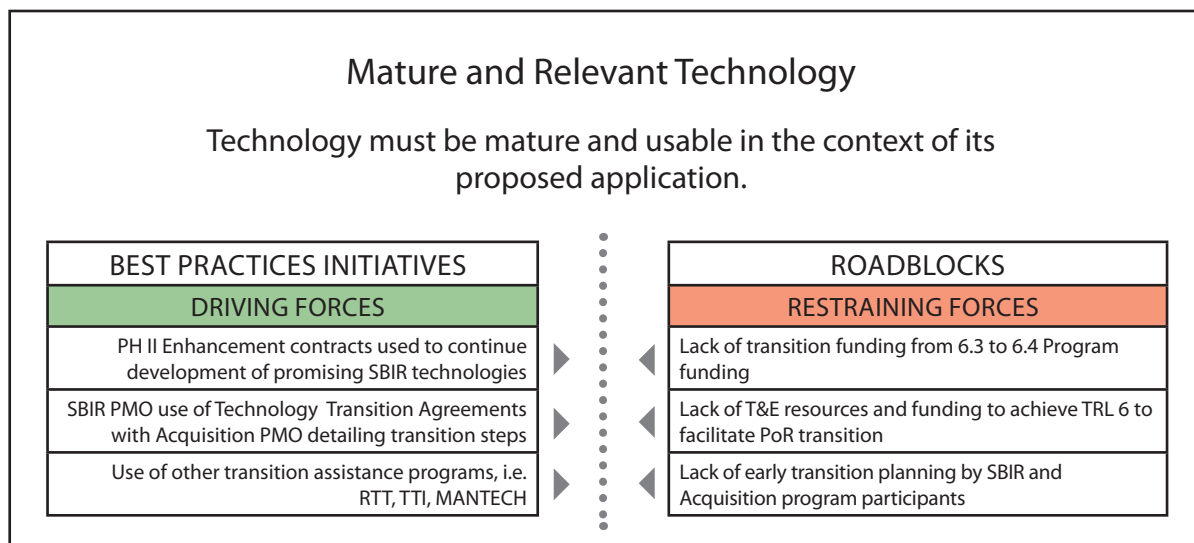 Mature and Relevant Technology
Technology must be mature and usable in the context of its
proposed application.
BEST PRACTICES INITIATIVES
DRIVING FORCES
PH II Enhancement contracts used to continue
development of promising SBIR technologies
SBIR PMO use of Technology Transition Agreements
with Acquisition PMO detailing transition steps
Use of other transition assistance programs, i.e.
RTT, TTI, MANTECH
ROADBLOCKS
RESTRAINING FORCES
Lack of transition funding from 6.3 to 6.4 Program
funding
Lack of T&E resources and funding to achieve TRL 6 to
facilitate PoR transition
Lack of early transition planning by SBIR and
Acquisition program participants